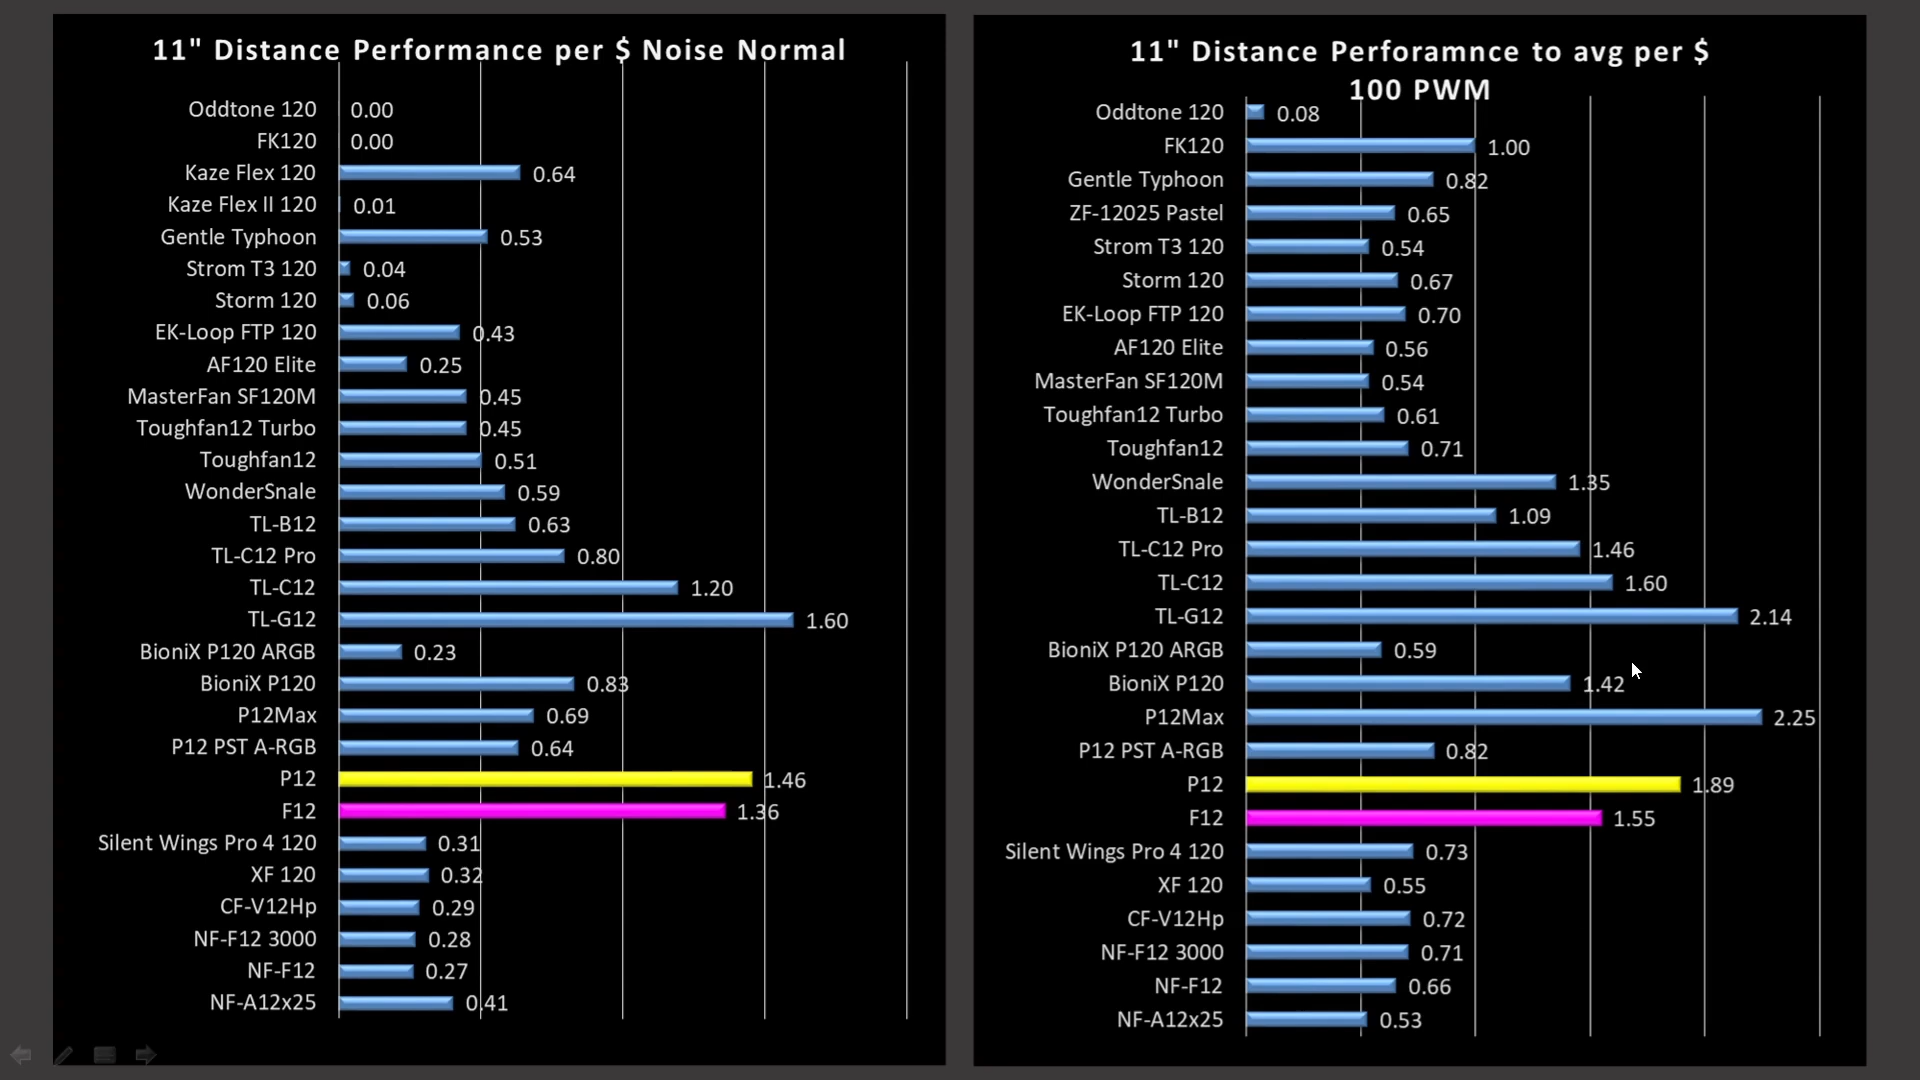 11" Distance Performance per $ Noise Normal
Oddtone 120 0.00
FK120 0.00
Kaze Flex 120 0.64
Kaze Flex II 120 0.01
Gentle Typhoon 0.53
Strom T3 120 0.04
Storm 120 0.06
EK-Loop FTP 120 0.43
AF120 Elite 0.25
MasterFan SF120M 0.45
Toughfan12 Turbo 0.45
Toughfan12 0.51
WonderSnale 0.59
TL-B12 0.63
TL-C12 Pro 0.80
TL-C12 1.20
TL-G12 1.60
BioniX P120 ARGB 0.23
BioniX P120 0.83
P12Max 0.69
P12 PST A-RGB 0.64
P12 1.46
F12 1.36
Silent Wings Pro 4 120 0.31
XF 120 0.32
CF-V12Hp 0.29
NF-F12 3000 0.28
NF-F12 0.27
NF-A12x25 0.41
11" Distance Perforamnce to avg per $
100 PWM
Oddtone 120 0.08
FK120 1.00
Gentle Typhoon 0.82
ZF-12025 Pastel 0.65
Strom T3 120 0.54
Storm 120 0.67
EK-Loop FTP 120 0.70
AF120 Elite 0.56
MasterFan SF120M 0.54
Toughfan12 Turbo 0.61
Toughfan12 0.71
WonderSnale 1.35
TL-B12 1.09
TL-C12 Pro 1.46
TL-C12 1.60
TL-G12 2.14
BioniX P120 ARGB 0.59
BioniX P120 1.42
P12Max 2.25
P12 PST A-RGB 0.82
P12 1.89
F12 1.55
Silent Wings Pro 4 120 0.73
XF 120 0.55
CF-V12Hp 0.72
NF-F12 3000 0.71
NF-F12 0.66
NF-A12x25 0.53